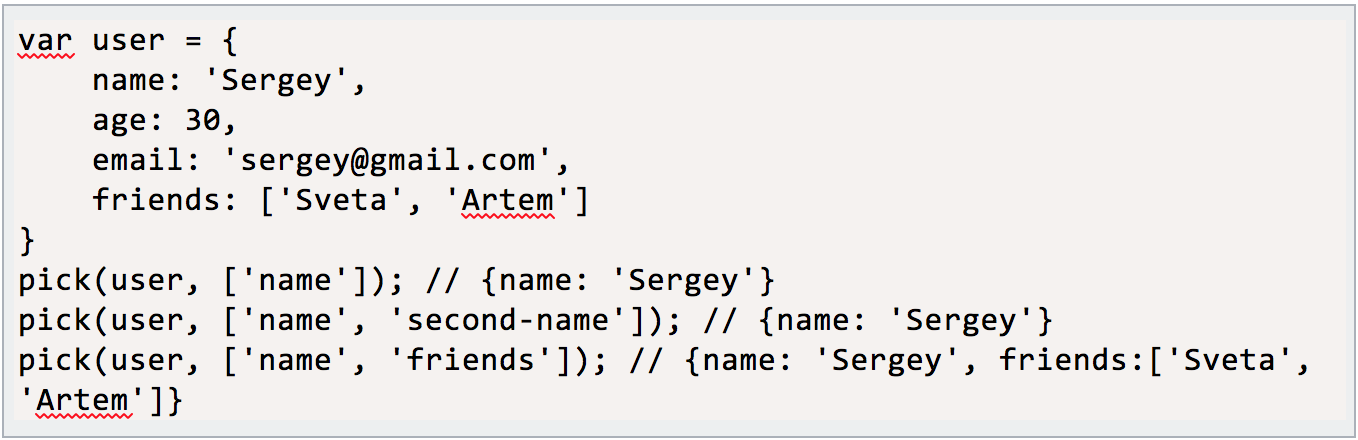 var user = {
    name: 'Sergey',
    age: 30,
    email: 'sergey@gmail.com',
    friends: ['Sveta', 'Artem']
}
pick(user, ['name']); // {name: 'Sergey'}
pick(user, ['name', 'second-name']); // {name: 'Sergey'}
pick(user, ['name', 'friends']); // {name: 'Sergey', friends:['Sveta',
'Artem']}